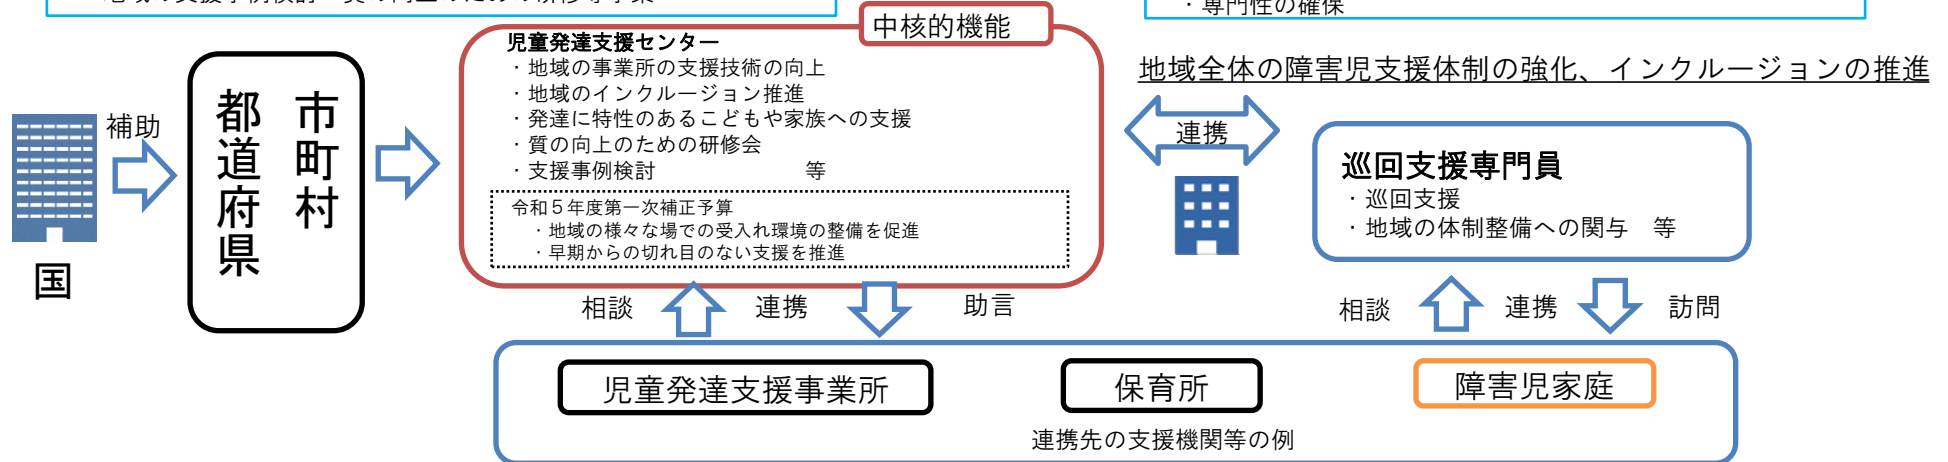 ・専門性の確保
中核的機能
児童発達支援センター
・地域の事業所の支援技術の向上
・地域のインクルージョン推進
・発達に特性のあるこどもや家族への支援
・質の向上のための研修会
・支援事例検討　　　　　　　等
令和５年度第一次補正予算
・地域の様々な場での受入れ環境の整備を促進
・早期からの切れ目のない支援を推進
地域全体の障害児支援体制の強化、インクルージョンの推進
国
補助
都道府県
市町村
連携
巡回支援専門員
・巡回支援
・地域の体制整備への関与　等
相談
連携
助言
相談
連携
訪問
児童発達支援事業所
保育所
障害児家庭
連携先の支援機関等の例